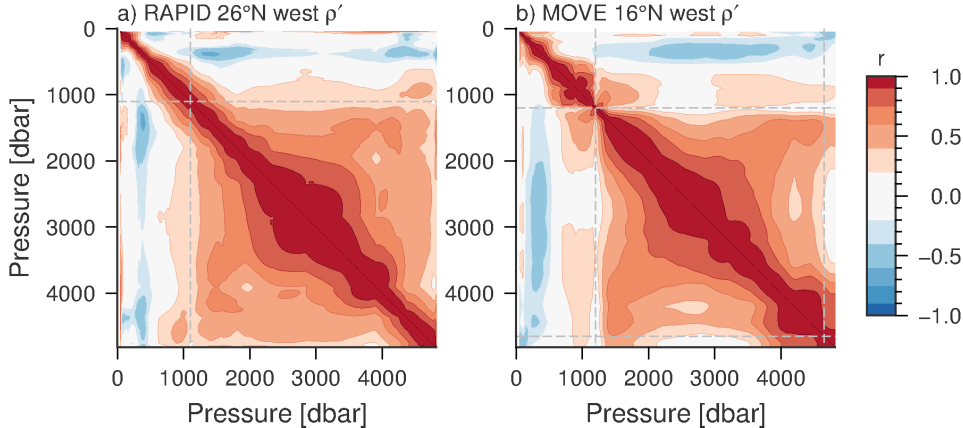 a) RAPID 26°N west ρ′
b) MOVE 16°N west ρ′
r
0
1000
2000
3000
4000
Pressure [dbar]
0 1000 2000 3000 4000
Pressure [dbar]
0
1000
2000
3000
4000
0 1000 2000 3000 4000
Pressure [dbar]
1.0
0.5
0.0
−0.5
−1.0